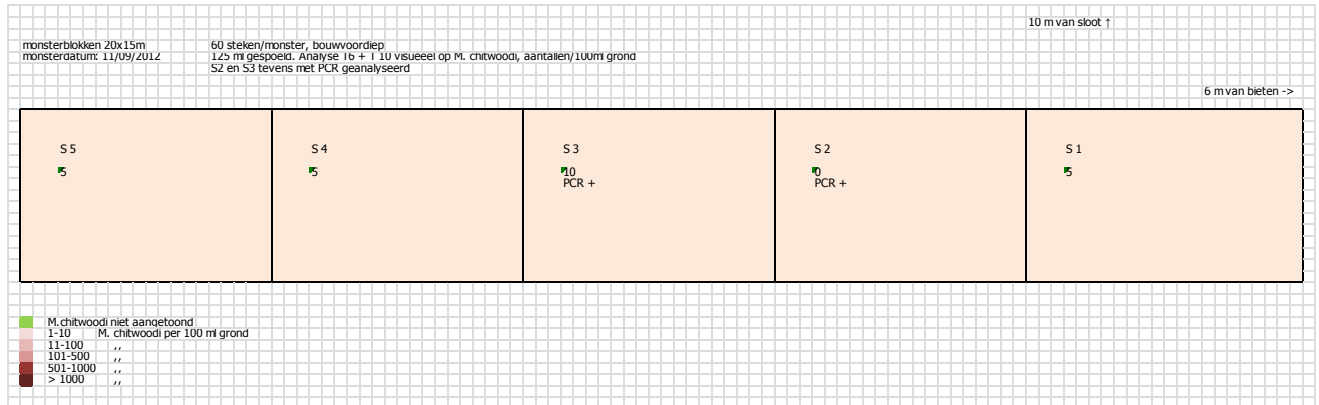 10 m van sloot ↑
monsterblokken 20x15m 60 steken/monster, bouwvoordiep
monsterdatum: 11/09/2012 125 ml gespoeld. Analyse T6 + T 10 visueeel op M. chitwoodi, aantallen/100ml grond
S2 en S3 tevens met PCR geanalyseerd
6 m van bieten ->
S 5 S 4 S 3 S 2 S 1
5 5 10 0 5
PCR + PCR +
M.chitwoodi niet aangetoond
1-10 M. chitwoodi per 100 ml grond
11-100 ,,
101-500 ,,
501-1000 ,,
> 1000 ,,